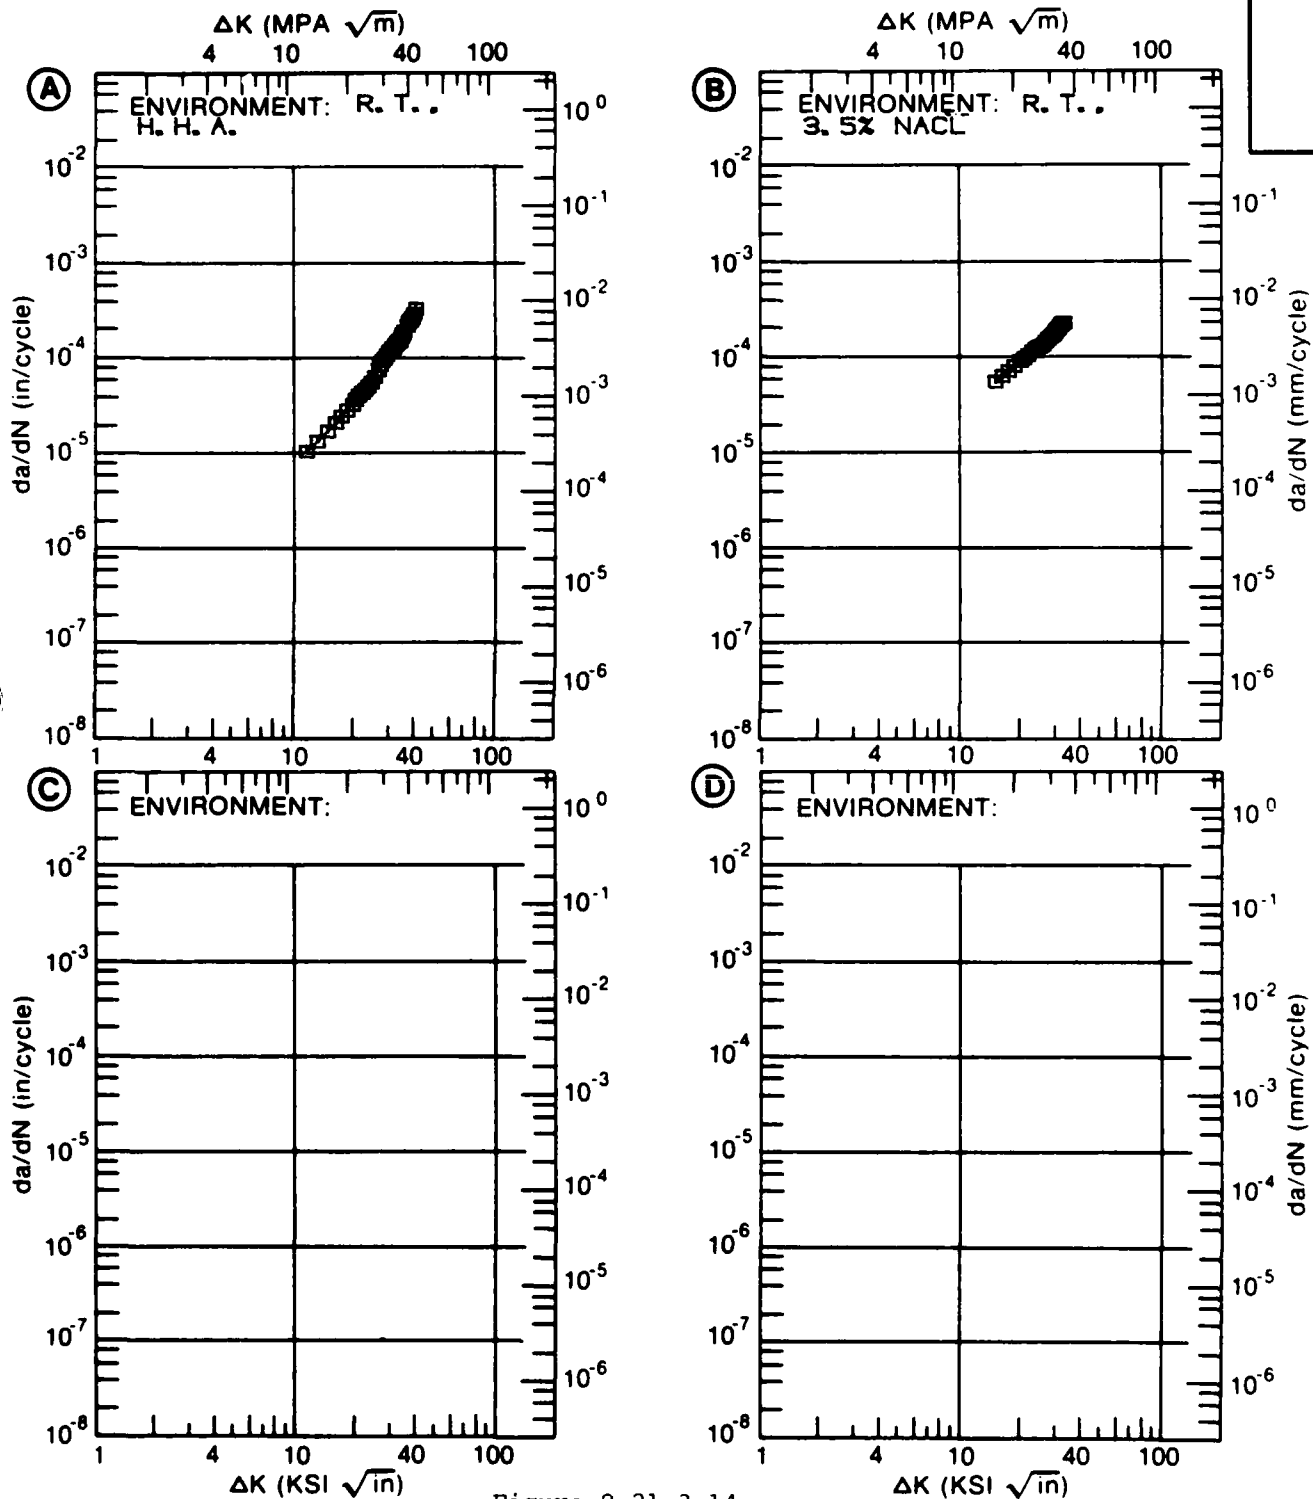 ΔK (MPA √m)
4 10 40 100
A
ENVIRONMENT: R. T. ,
H. H. A.
10^0
10^-2
10^-1
10^-3
10^-2
10^-4
10^-3
10^-5
10^-4
10^-6
10^-5
10^-7
10^-6
10^-8
1 4 10 40 100
da/dN (in/cycle)
ΔK (MPA √m)
4 10 40 100
B
ENVIRONMENT: R. T. ,
3. 5% NACL
10^-2
10^-1
10^-3
10^-2
10^-4
10^-3
10^-5
10^-4
10^-6
10^-5
10^-7
10^-6
10^-8
1 4 10 40 100
da/dN (mm/cycle)
C
ENVIRONMENT:
10^0
10^-2
10^-1
10^-3
10^-2
10^-4
10^-3
10^-5
10^-4
10^-6
10^-5
10^-7
10^-6
10^-8
1 4 10 40 100
da/dN (in/cycle)
ΔK (KSI √in)
D
ENVIRONMENT:
10^0
10^-2
10^-1
10^-3
10^-2
10^-4
10^-3
10^-5
10^-4
10^-6
10^-5
10^-7
10^-6
10^-8
1 4 10 40 100
da/dN (mm/cycle)
ΔK (KSI √in)